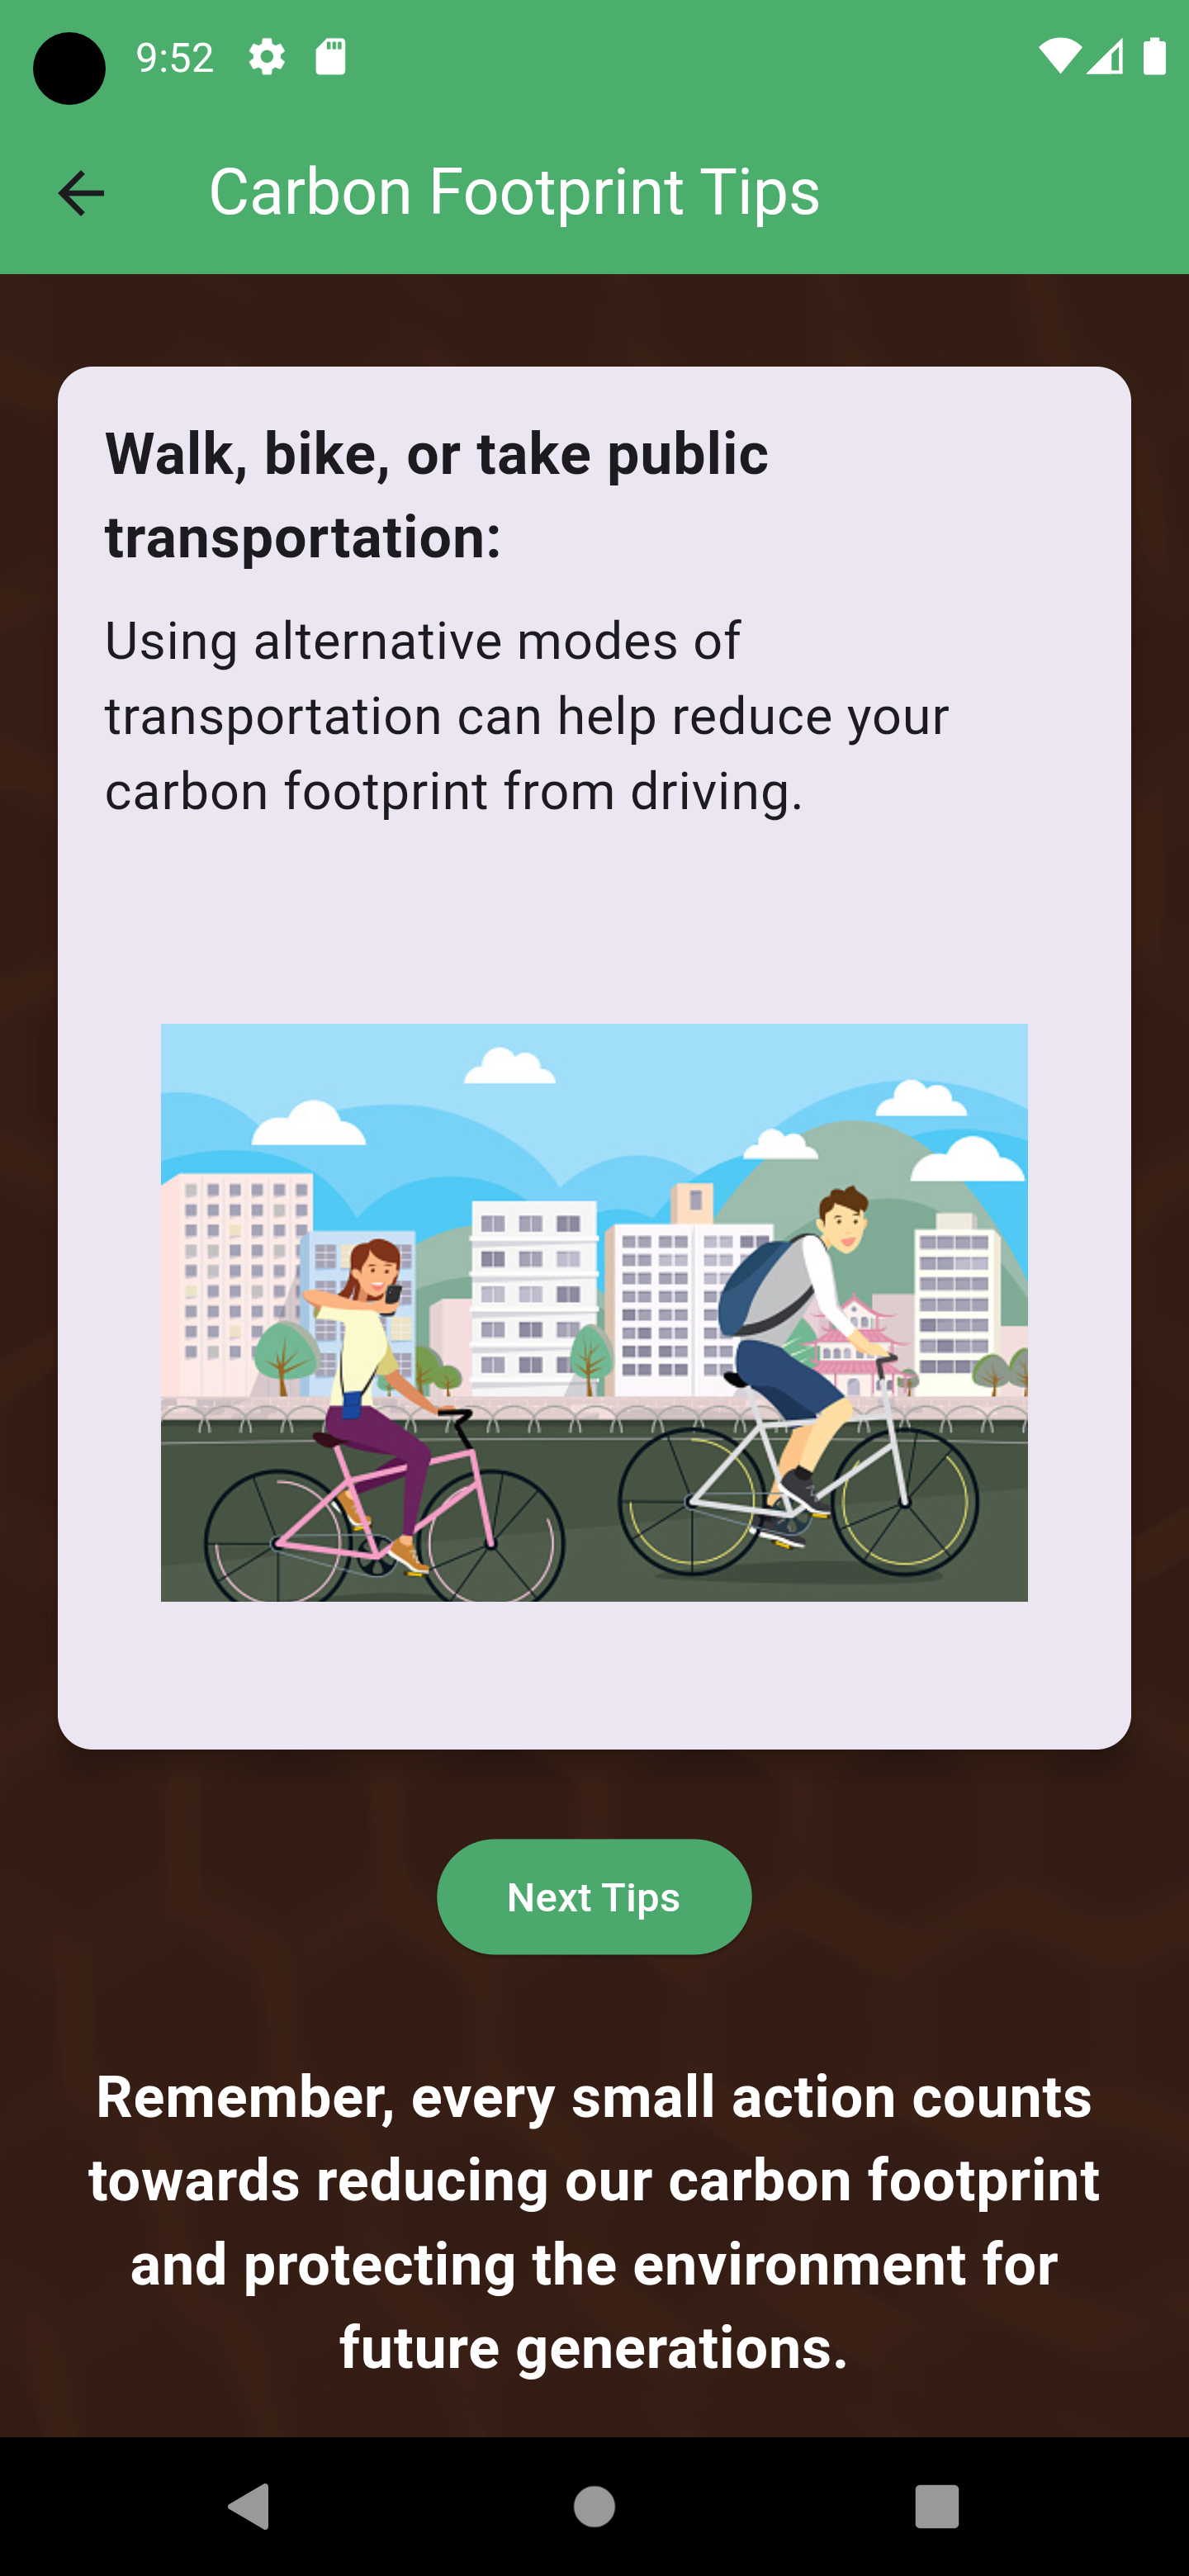 9:52
Carbon Footprint Tips
Walk, bike, or take public
transportation:
Using alternative modes of
transportation can help reduce your
carbon footprint from driving.
Next Tips
Remember, every small action counts
towards reducing our carbon footprint
and protecting the environment for
future generations.